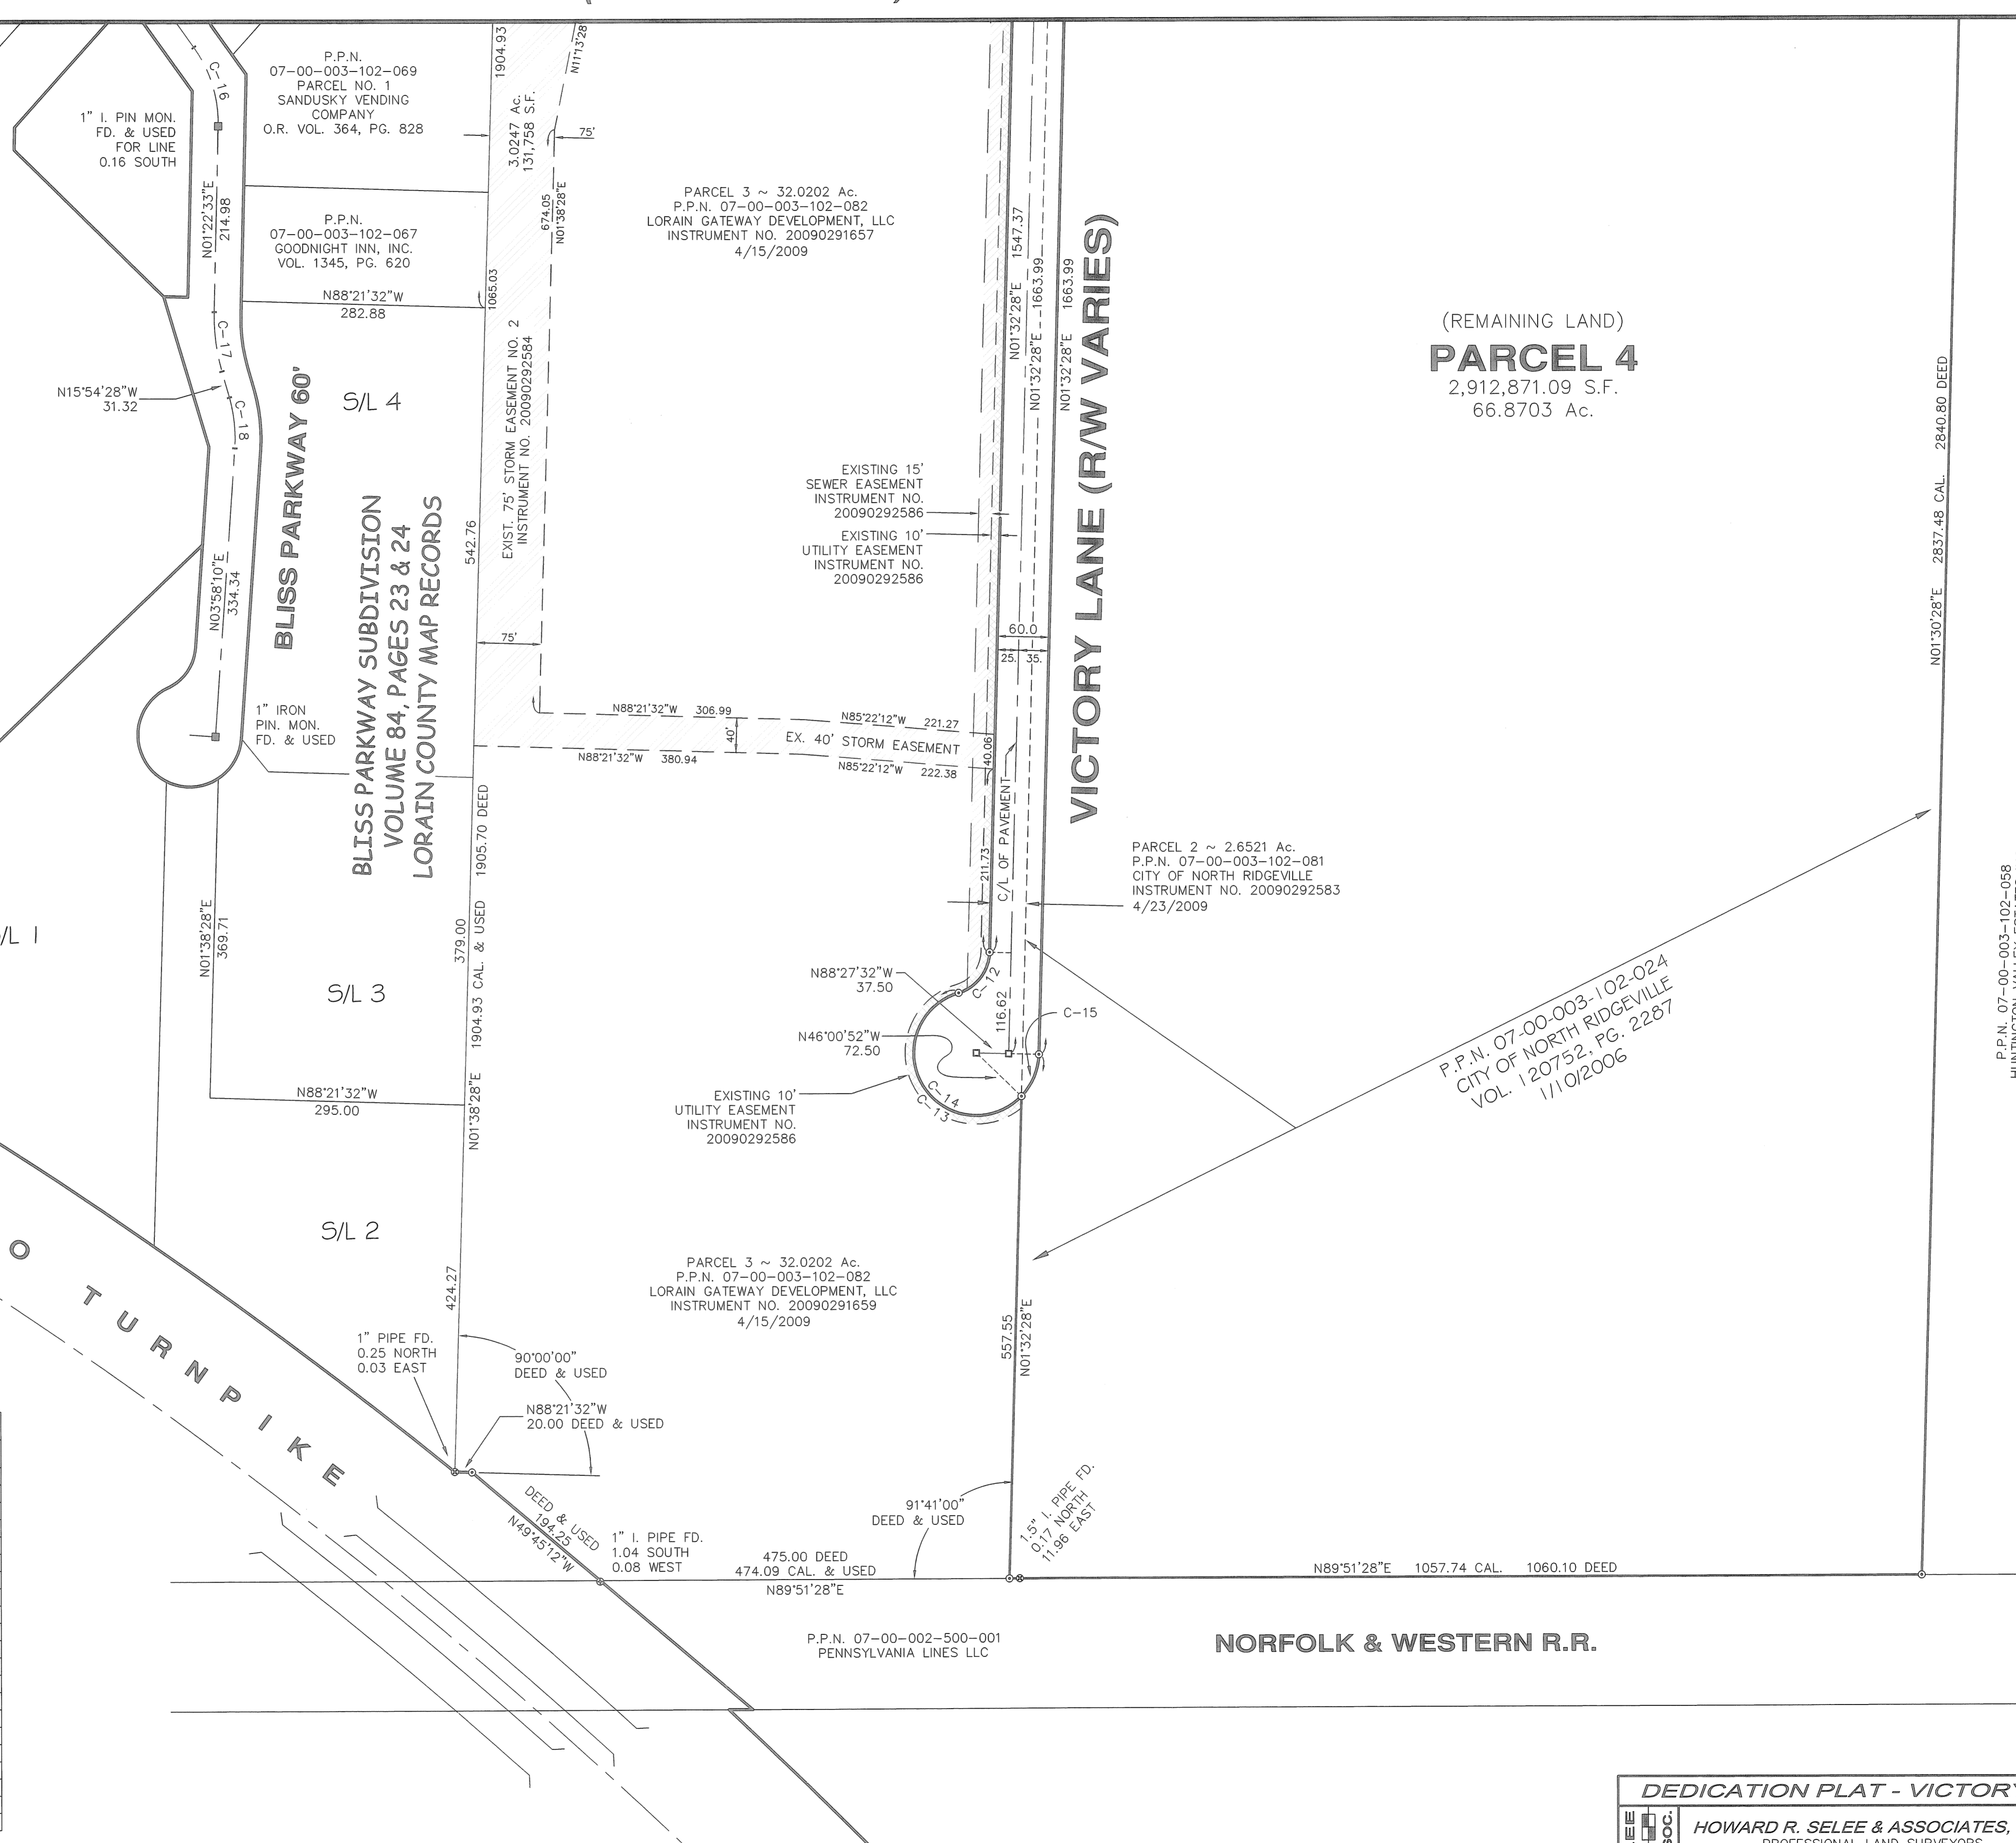 P.P.N.
07-00-003-102-069
PARCEL NO. 1
SANDUSKY VENDING
COMPANY
O.R. VOL. 364, PG. 828
1" I. PIN MON.
FD. & USED
FOR LINE
0.16 SOUTH
C-16
N01°22'33"E
214.98
P.P.N.
07-00-003-102-067
GOODNIGHT INN, INC.
VOL. 1345, PG. 620
N88°21'32"W
282.88
C-17
N15°54'28"W
31.32
C-18
S/L 4
BLISS PARKWAY 60'
BLISS PARKWAY SUBDIVISION
VOLUME 84, PAGES 23 & 24
LORAIN COUNTY MAP RECORDS
N03°58'10"E
334.34
1" IRON
PIN. MON.
FD. & USED
1904.93
3.0247 Ac.
131,758 S.F.
N11°13'28
75'
674.05
N01°38'28"E
1065.03
EXIST. 75' STORM EASEMENT NO. 2
INSTRUMENT NO. 20090292584
542.76
75'
PARCEL 3 ~ 32.0202 Ac.
P.P.N. 07-00-003-102-082
LORAIN GATEWAY DEVELOPMENT, LLC
INSTRUMENT NO. 20090291657
4/15/2009
N01°32'28"E 1547.37
N01°32'28"E - 1663.99
N01°32'28"E 1663.99
VICTORY LANE (R/W VARIES)
(REMAINING LAND)
PARCEL 4
2,912,871.09 S.F.
66.8703 Ac.
N01°30'28"E 2837.48 CAL. 2840.80 DEED
EXISTING 15'
SEWER EASEMENT
INSTRUMENT NO.
20090292586
EXISTING 10'
UTILITY EASEMENT
INSTRUMENT NO.
20090292586
60.0
25. 35.
N88°21'32"W 306.99
N85°22'12"W 221.27
40'
EX. 40' STORM EASEMENT
40.06
N88°21'32"W 380.94
N85°22'12"W 222.38
C/L OF PAVEMENT
211.73
PARCEL 2 ~ 2.6521 Ac.
P.P.N. 07-00-003-102-081
CITY OF NORTH RIDGEVILLE
INSTRUMENT NO. 20090292583
4/23/2009
P.P.N. 07-00-003-102-058
/L 1
N01°38'28"E
369.71
S/L 3
379.00
N01°38'28"E 1904.93 CAL. & USED 1905.70 DEED
N88°21'32"W
295.00
N88°27'32"W
37.50
C-12
116.62
C-15
N46°00'52"W
72.50
C-14
C-13
EXISTING 10'
UTILITY EASEMENT
INSTRUMENT NO.
20090292586
P.P.N. 07-00-003-102-024
CITY OF NORTH RIDGEVILLE
VOL. 120752, PG. 2287
1/10/2006
S/L 2
424.27
PARCEL 3 ~ 32.0202 Ac.
P.P.N. 07-00-003-102-082
LORAIN GATEWAY DEVELOPMENT, LLC
INSTRUMENT NO. 20090291659
4/15/2009
557.55
N01°32'28"E
O TURNPIKE
1" PIPE FD.
0.25 NORTH
0.03 EAST
90°00'00"
DEED & USED
N88°21'32"W
20.00 DEED & USED
DEED & USED
194.25
N49°45'12"W
1" I. PIPE FD.
1.04 SOUTH
0.08 WEST
91°41'00"
DEED & USED
1.5" I. PIPE FD.
0.17 NORTH
11.96 EAST
475.00 DEED
474.09 CAL. & USED
N89°51'28"E
N89°51'28"E 1057.74 CAL. 1060.10 DEED
P.P.N. 07-00-002-500-001
PENNSYLVANIA LINES LLC
NORFOLK & WESTERN R.R.
DEDICATION PLAT - VICTORY
HOWARD R. SELEE & ASSOCIATES,
PROFESSIONAL LAND SURVEYORS